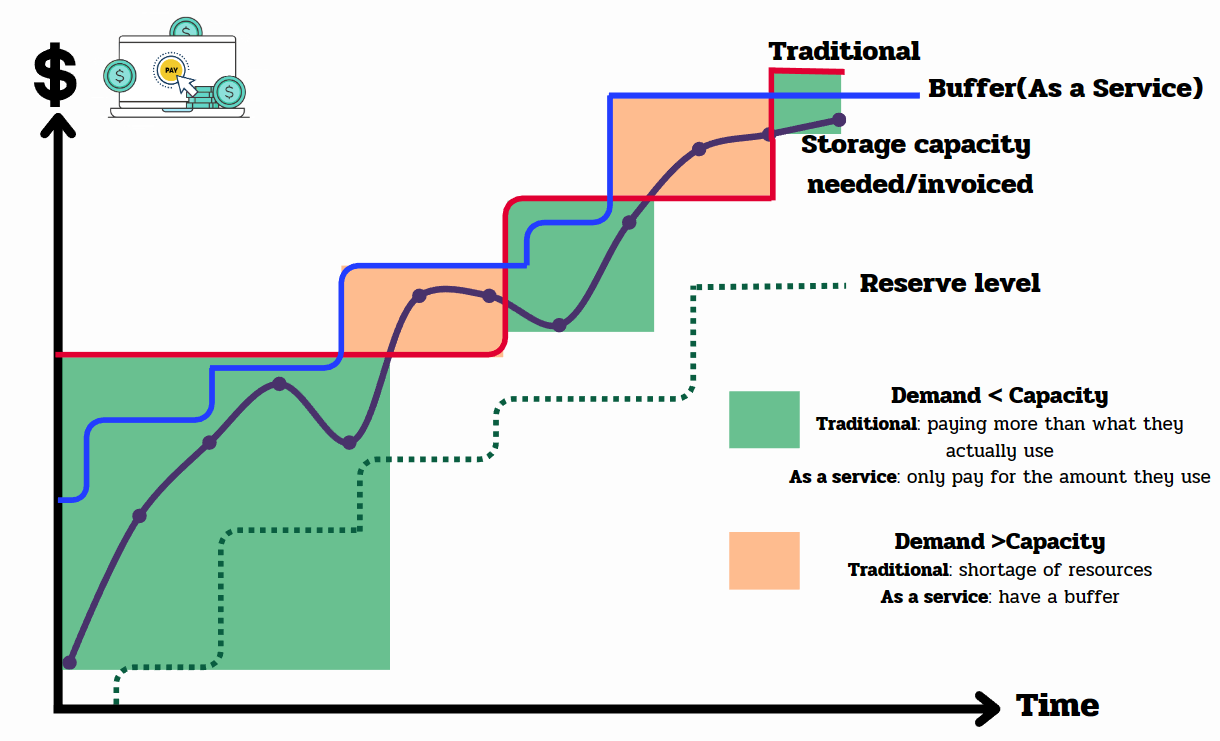 $
$
$
$
PAY
Traditional
Buffer(As a Service)
Storage capacity
needed/invoiced
Reserve level
Demand < Capacity
Traditional: paying more than what they
actually use
As a service: only pay for the amount they use
Demand >Capacity
Traditional: shortage of resources
As a service: have a buffer
Time